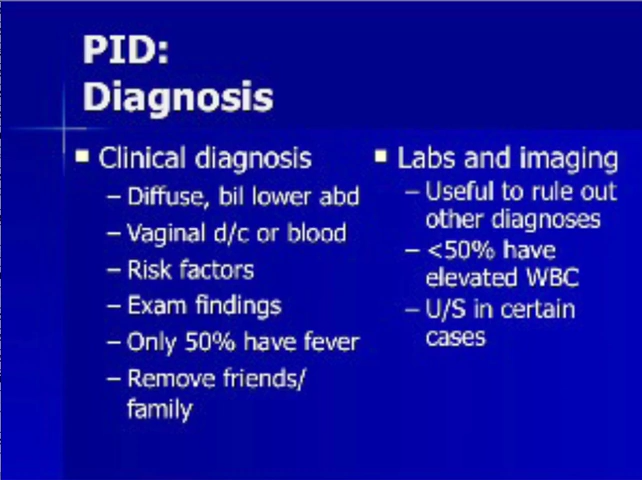 PID:
Diagnosis
Clinical diagnosis
– Diffuse, bil lower abd
– Vaginal d/c or blood
– Risk factors
– Exam findings
– Only 50% have fever
– Remove friends/
family
Labs and imaging
– Useful to rule out
other diagnoses
– <50% have
elevated WBC
– U/S in certain
cases